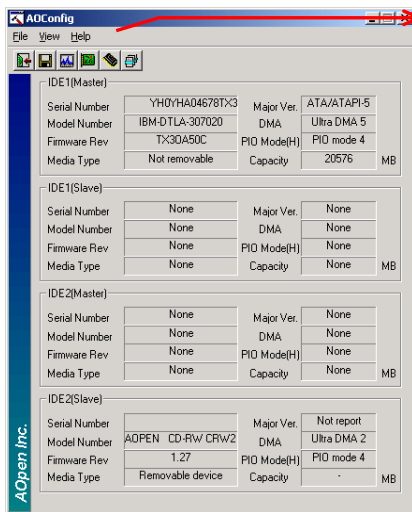 AOConfig
File View Help
IDE1(Master)
Serial Number YH0YHA04678TX3 Major Ver. ATA/ATAPI-5
Model Number IBM-DTLA-307020 DMA Ultra DMA 5
Firmware Rev TX3OA50C PIO Mode(H) PIO mode 4
Media Type Not removable Capacity 20576 MB
IDE1(Slave)
Serial Number None Major Ver. None
Model Number None DMA None
Firmware Rev None PIO Mode(H) None
Media Type None Capacity None MB
IDE2(Master)
Serial Number None Major Ver. None
Model Number None DMA None
Firmware Rev None PIO Mode(H) None
Media Type None Capacity None MB
IDE2(Slave)
Serial Number Major Ver. Not report
Model Number AOPEN CD-RW CRW2 DMA Ultra DMA 2
Firmware Rev 1.27 PIO Mode(H) PIO mode 4
Media Type Removable device Capacity - MB
AOpen Inc.